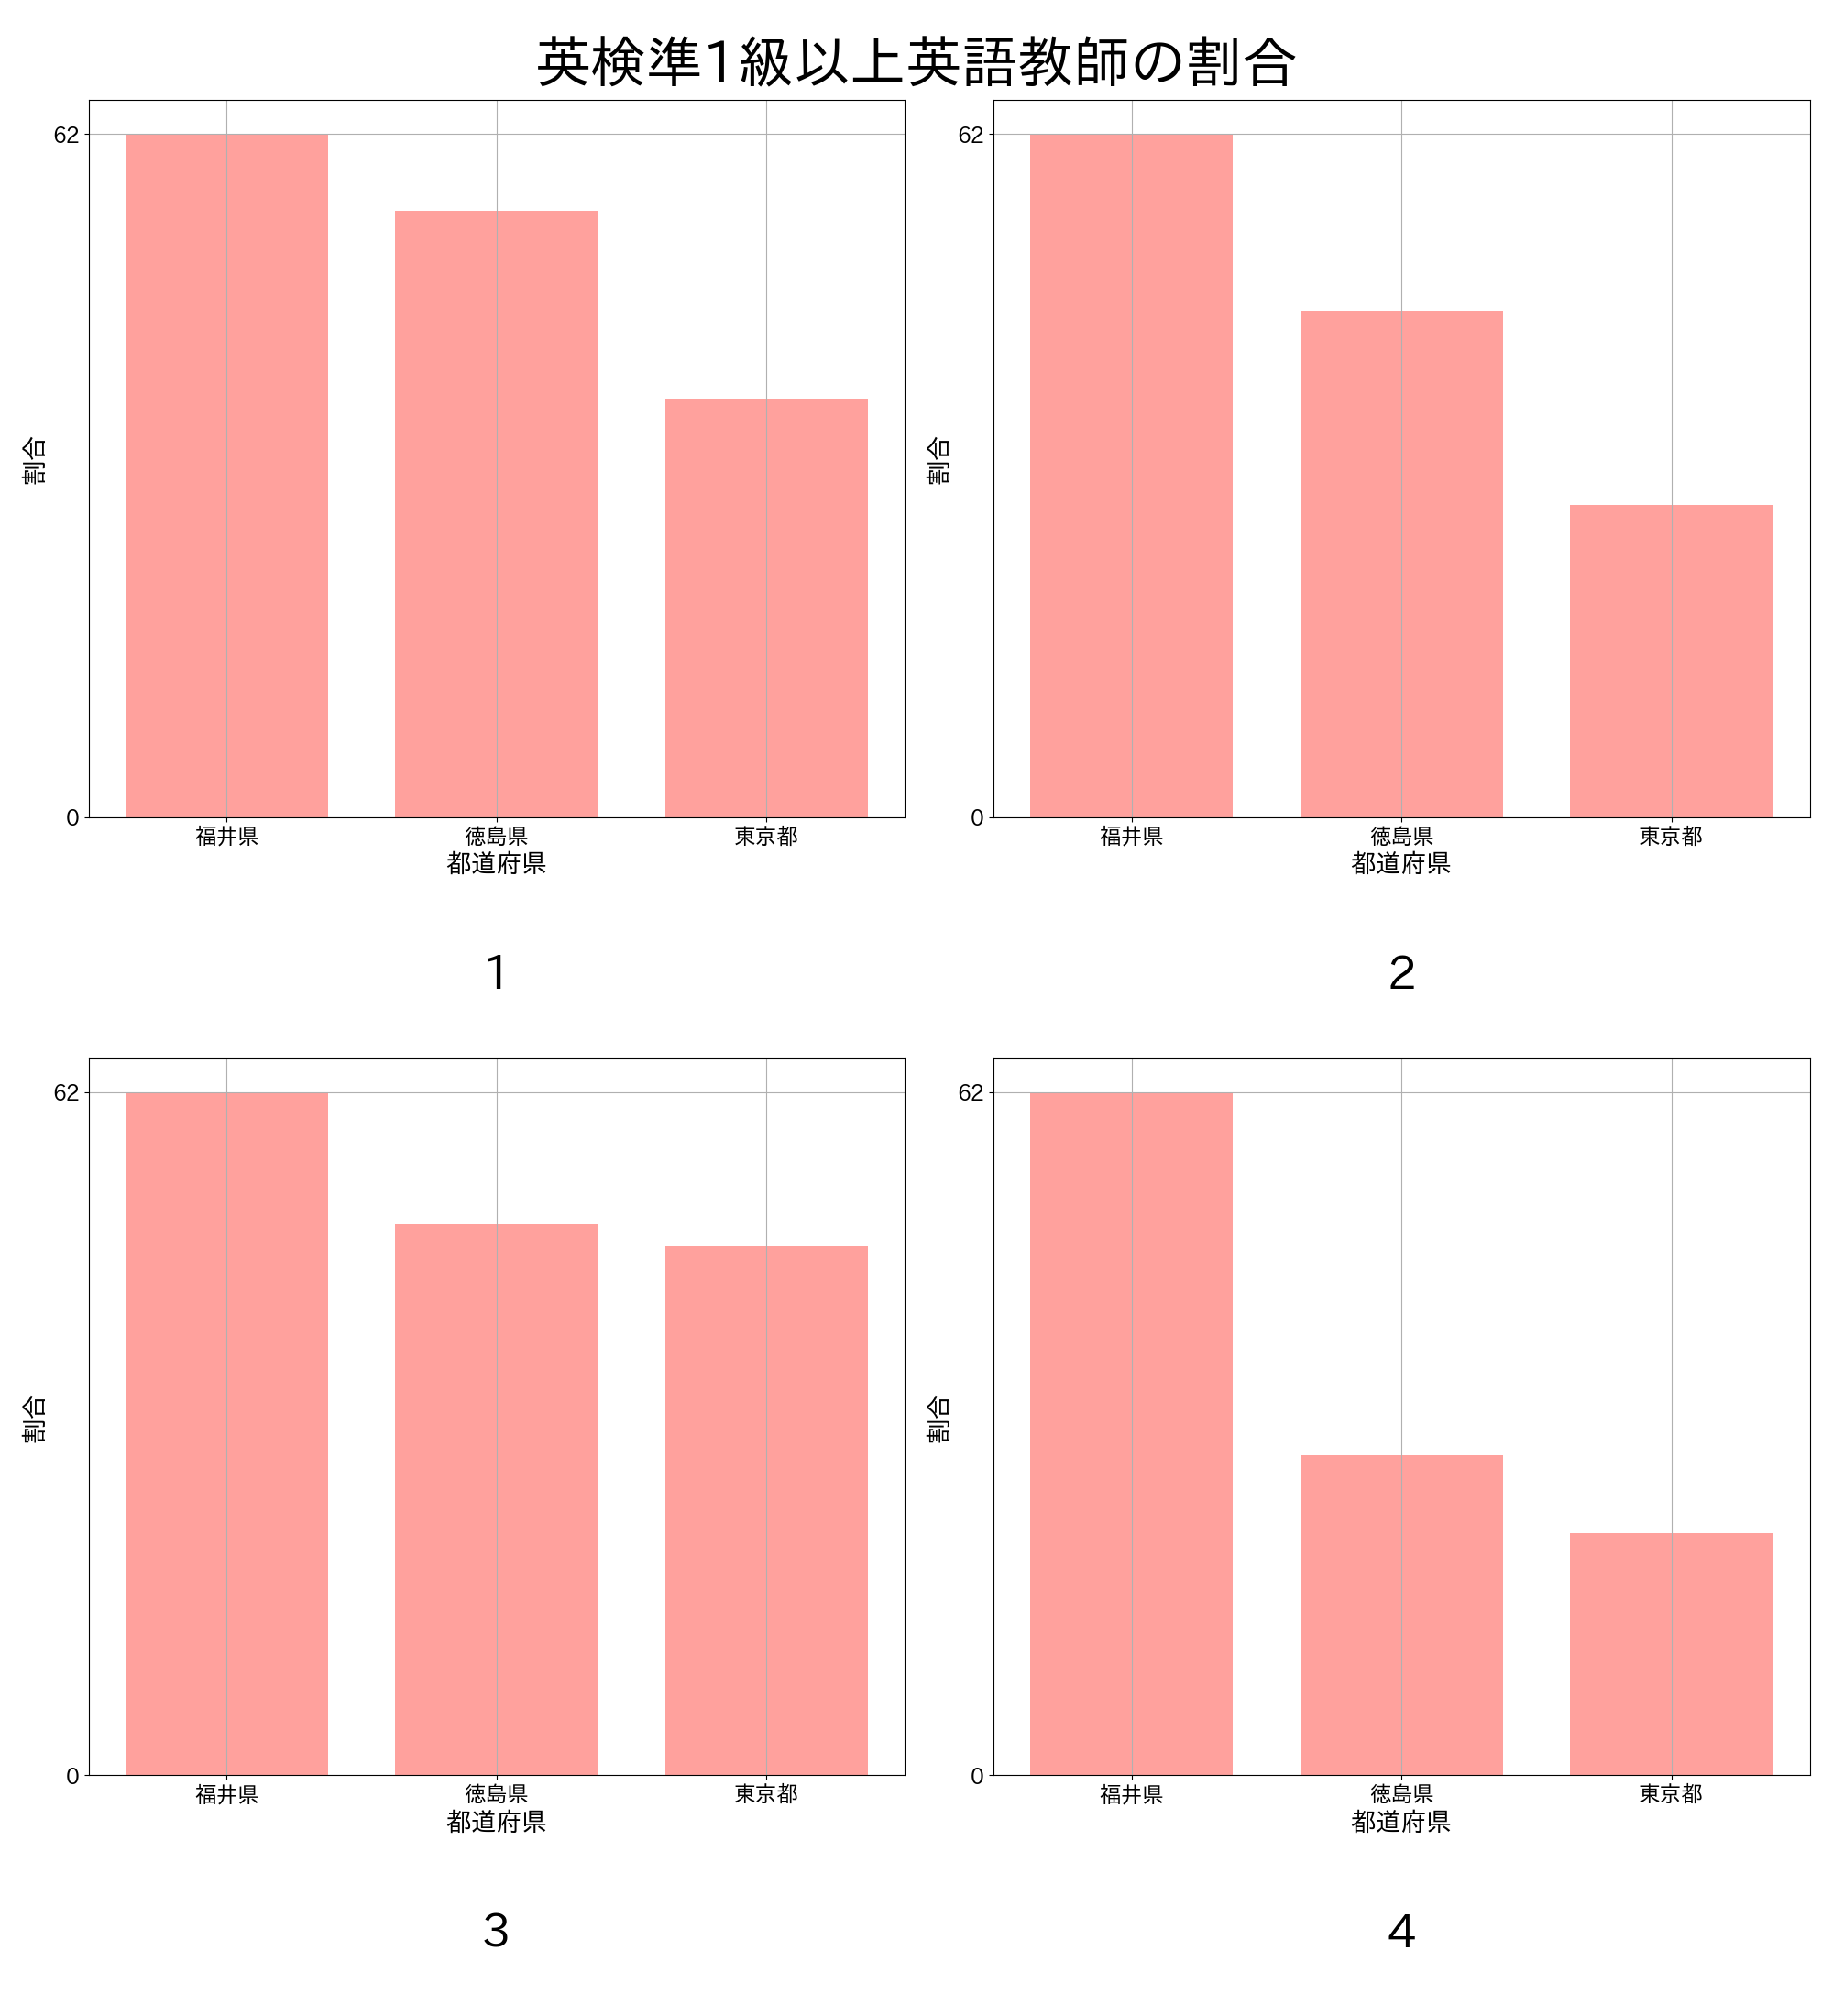 英検準1級以上英語教師の割合
62
0
割合
福井県 徳島県 東京都
都道府県
1
62
0
割合
福井県 徳島県 東京都
都道府県
2
62
0
割合
福井県 徳島県 東京都
都道府県
3
62
0
割合
福井県 徳島県 東京都
都道府県
4